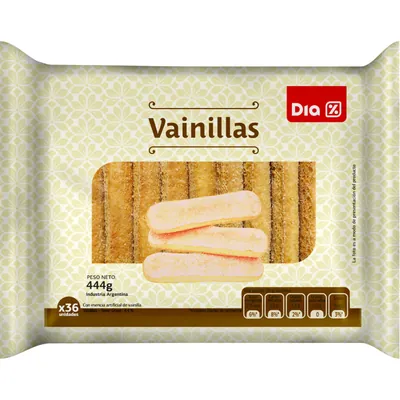 Dia %
Vainillas
La foto es a modo de presentación del producto
PESO NETO:
444g
Industria Argentina
x36
unidades
Con esencia artificial de vainilla.
6%
8%
2%
0
3%